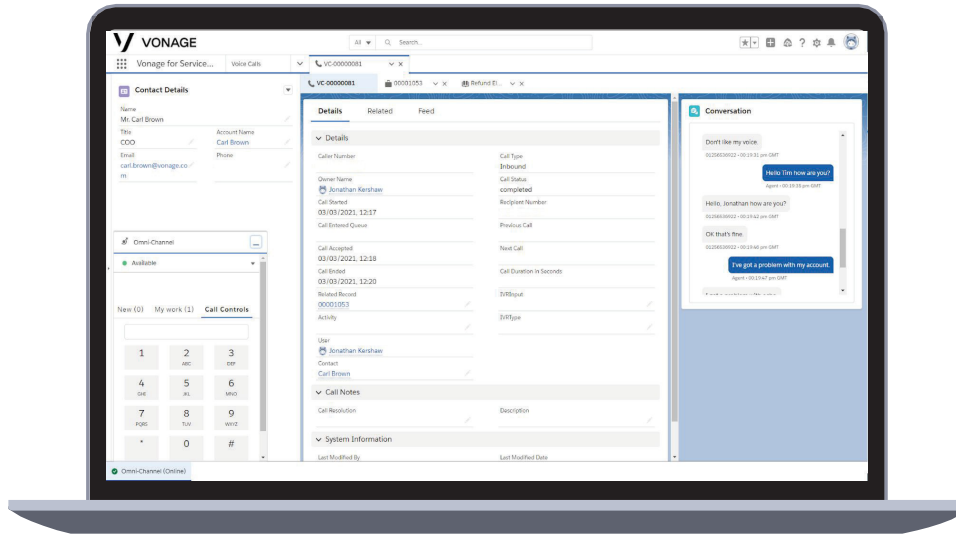 VONAGE
All
Search...
Vonage for Service...
Voice Calls
VC-00000081
VC-00000081
00001053
Refund El...
Contact Details
Name
Mr. Carl Brown
Title
Account Name
COO
Carl Brown
Email
Phone
carl.brown@vonage.co
m
Omni-Channel
Available
New (0)
My work (1)
Call Controls
1
2
ABC
3
DEF
4
GHI
5
JKL
6
MNO
7
PQRS
8
TUV
9
WXYZ
*
0
#
Omni-Channel (Online)
Details
Related
Feed
Details
Caller Number
Call Type
Inbound
Owner Name
Call Status
Jonathan Kershaw
completed
Call Started
Recipient Number
03/03/2021, 12:17
Call Entered Queue
Previous Call
Call Accepted
Next Call
03/03/2021, 12:18
Call Ended
Call Duration in Seconds
03/03/2021, 12:20
Related Record
IVRInput
00001053
Activity
IVRType
User
Jonathan Kershaw
Contact
Carl Brown
Call Notes
Call Resolution
Description
System Information
Last Modified By
Last Modified Date
Conversation
Don't like my voice.
Hello Tim how are you?
Hello, Jonathan how are you?
OK that's fine.
I've got a problem with my account